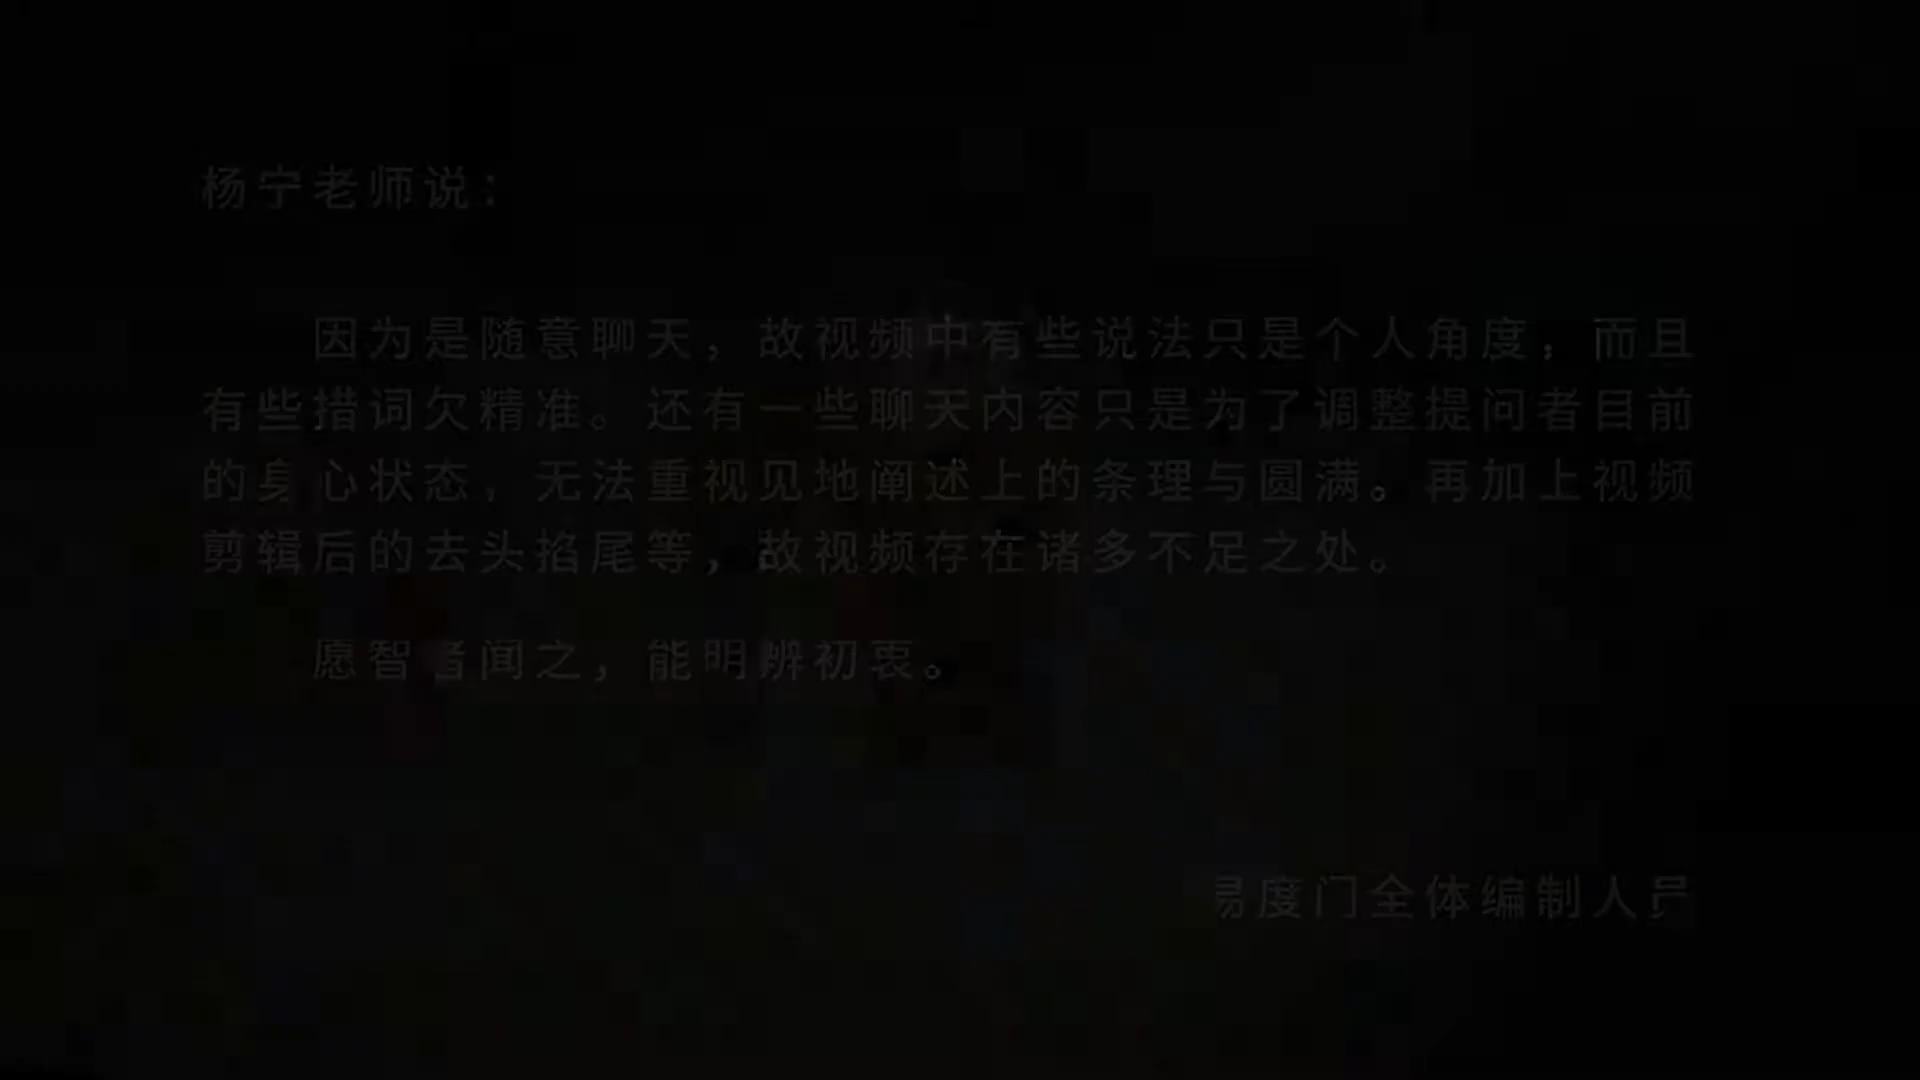 杨宁老师说：
因为是随意聊天，故视频中有些说法只是个人角度，而且
有些措词欠精准。还有一些聊天内容只是为了调整提问者目前
的身心状态，无法重视见地阐述上的条理与圆满。再加上视频
剪辑后的去头掐尾等，故视频存在诸多不足之处。
愿智者闻之，能明辨初衷。
易度门全体编制人员